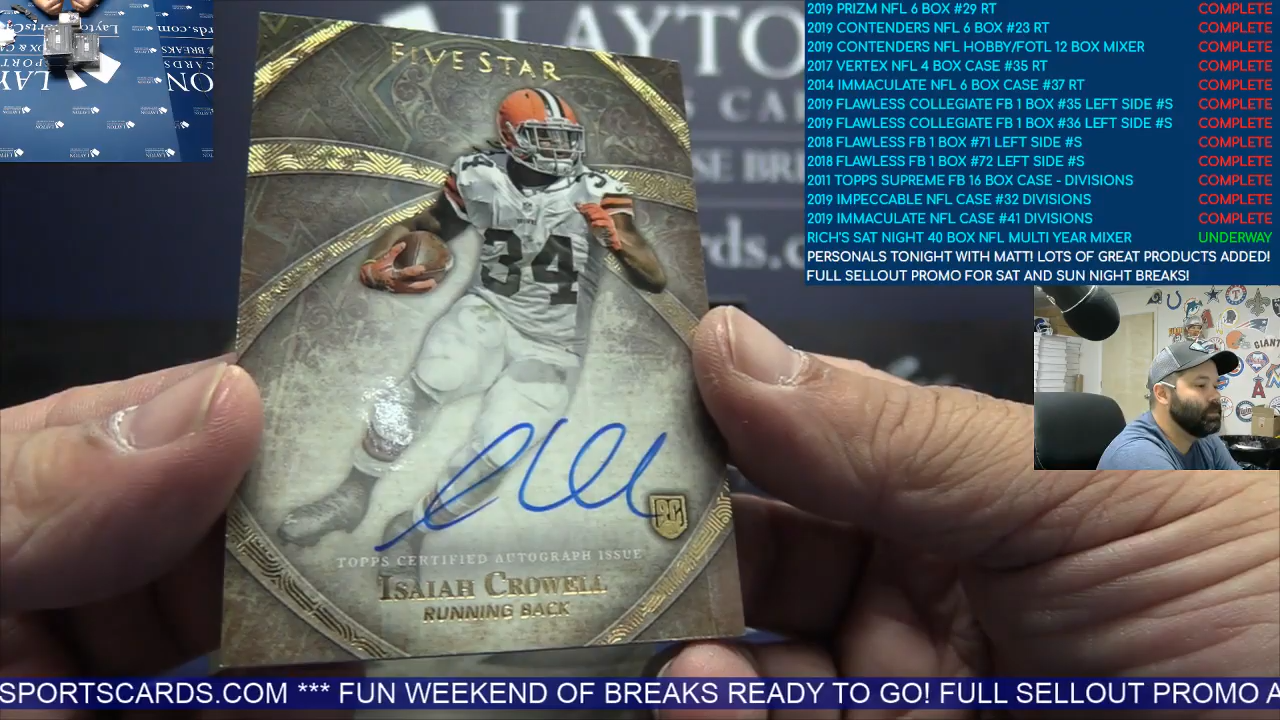 2019 PRIZM NFL 6 BOX #29 RT COMPLETE
2019 CONTENDERS NFL 6 BOX #23 RT COMPLETE
2019 CONTENDERS NFL HOBBY/FOTL 12 BOX MIXER COMPLETE
2017 VERTEX NFL 4 BOX CASE #35 RT COMPLETE
2014 IMMACULATE NFL 6 BOX CASE #37 RT COMPLETE
2019 FLAWLESS COLLEGIATE FB 1 BOX #35 LEFT SIDE #S COMPLETE
2019 FLAWLESS COLLEGIATE FB 1 BOX #36 LEFT SIDE #S COMPLETE
2018 FLAWLESS FB 1 BOX #71 LEFT SIDE #S COMPLETE
2018 FLAWLESS FB 1 BOX #72 LEFT SIDE #S COMPLETE
2011 TOPPS SUPREME FB 16 BOX CASE - DIVISIONS COMPLETE
2019 IMPECCABLE NFL CASE #32 DIVISIONS COMPLETE
2019 IMMACULATE NFL CASE #41 DIVISIONS COMPLETE
RICH'S SAT NIGHT 40 BOX NFL MULTI YEAR MIXER UNDERWAY
PERSONALS TONIGHT WITH MATT! LOTS OF GREAT PRODUCTS ADDED!
FULL SELLOUT PROMO FOR SAT AND SUN NIGHT BREAKS!
LAYTO
FIVE STAR
34
34
34
TOPPS CERTIFIED AUTOGRAPH ISSUE
ISAIAH CROWELL
RUNNING BACK
SPORTSCARDS.COM *** FUN WEEKEND OF BREAKS READY TO GO! FULL SELLOUT PROMO A